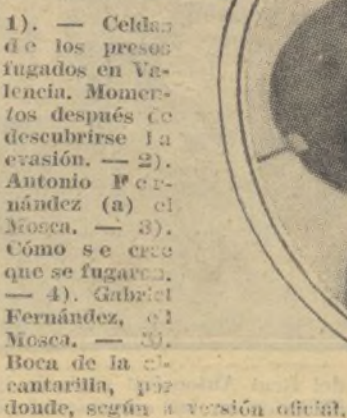 1). — Celdas
de los presos
fugados en Va-
lencia. Momen-
tos después de
descubrirse la
evasión. — 2).
Antonio Fer-
nández (a) el
Mosca. — 3).
Cómo se cree
que se fugaron.
— 4). Gabriel
Fernández, el
Mosca. — 5).
Boca de la al-
cantarilla, por
donde, según a versión oficial,